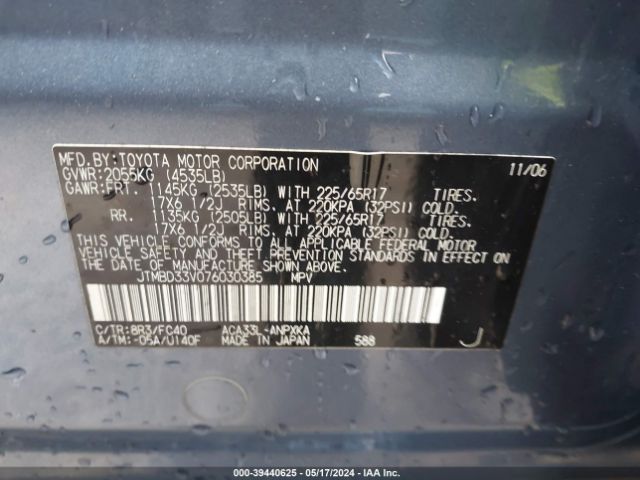 MFD.BY:TOYOTA MOTOR CORPORATION 11/06
GVWR:2055KG (4535LB)
GAWR:FRT. 1145KG (2535LB) WITH 225/65R17 TIRES.
17X6 1/2J RIMS. AT 220KPA (32PSI) COLD.
RR. 1135KG (2505LB) WITH 225/65R17 TIRES.
17X6 1/2J RIMS. AT 220KPA (32PSI) COLD.
THIS VEHICLE CONFORMS TO ALL APPLICABLE FEDERAL MOTOR
VEHICLE SAFETY AND THEFT PREVENTION STANDARDS IN EFFECT
ON THE DATE OF MANUFACTURE SHOWN ABOVE.
JTMBD33V076030385 MPV
C/TR:8R3/FC40 ACA33L-ANPXKA
A/TM:-05A/U140F MADE IN JAPAN 588 J
000-39440625 - 05/17/2024 - IAA Inc.